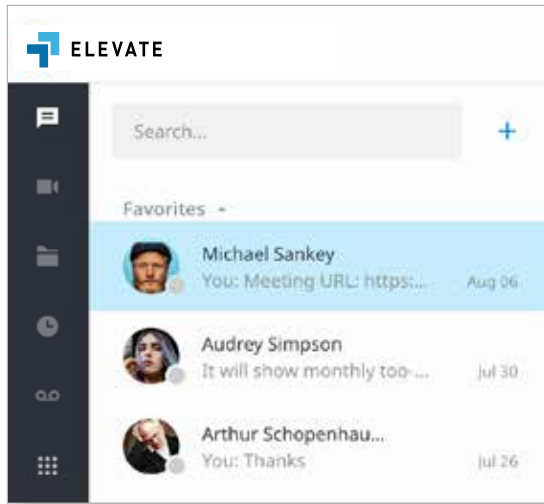 ELEVATE
Search...
Favorites
Michael Sankey
You: Meeting URL: https:...
Aug 06
Audrey Simpson
It will show monthly too-...
Jul 30
Arthur Schopenhau...
You: Thanks
Jul 26